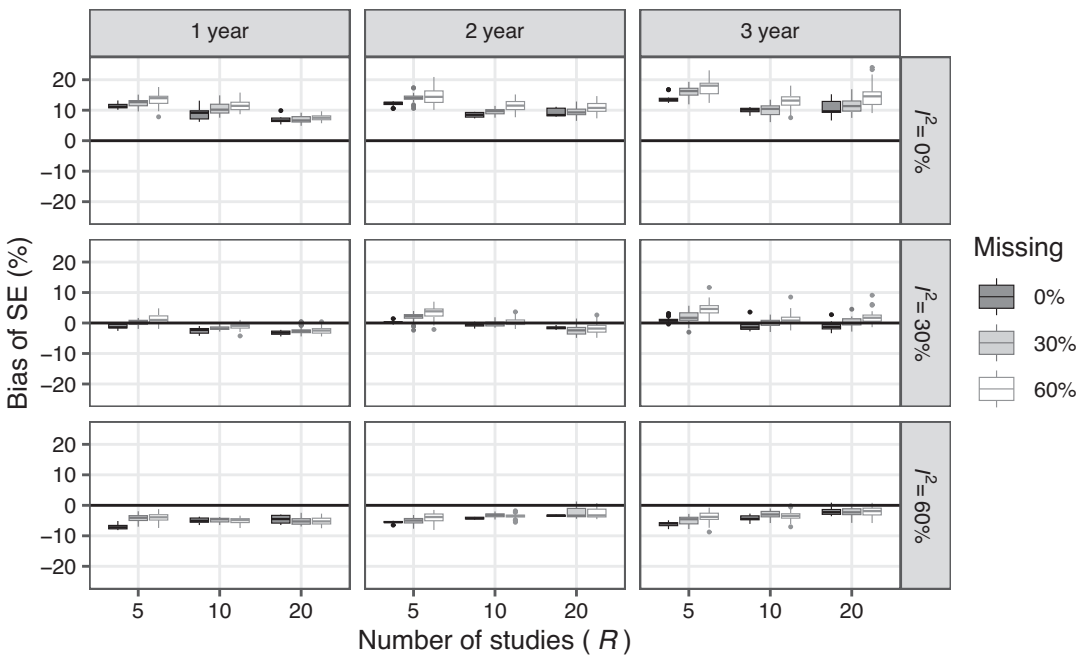 1 year
2 year
3 year
Bias of SE (%)
20
10
0
−10
−20
I² = 0%
20
10
0
−10
−20
I² = 30%
20
10
0
−10
−20
I² = 60%
5 10 20
5 10 20
5 10 20
Number of studies ( R )
Missing
0%
30%
60%